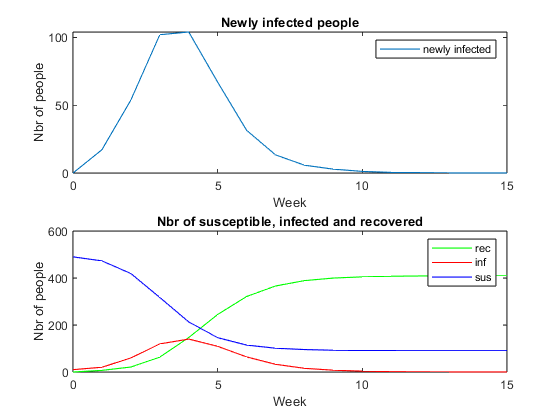 Newly infected people
newly infected
Nbr of people
100
50
0
0 5 10 15
Week
Nbr of susceptible, infected and recovered
rec
inf
sus
Nbr of people
600
400
200
0
0 5 10 15
Week